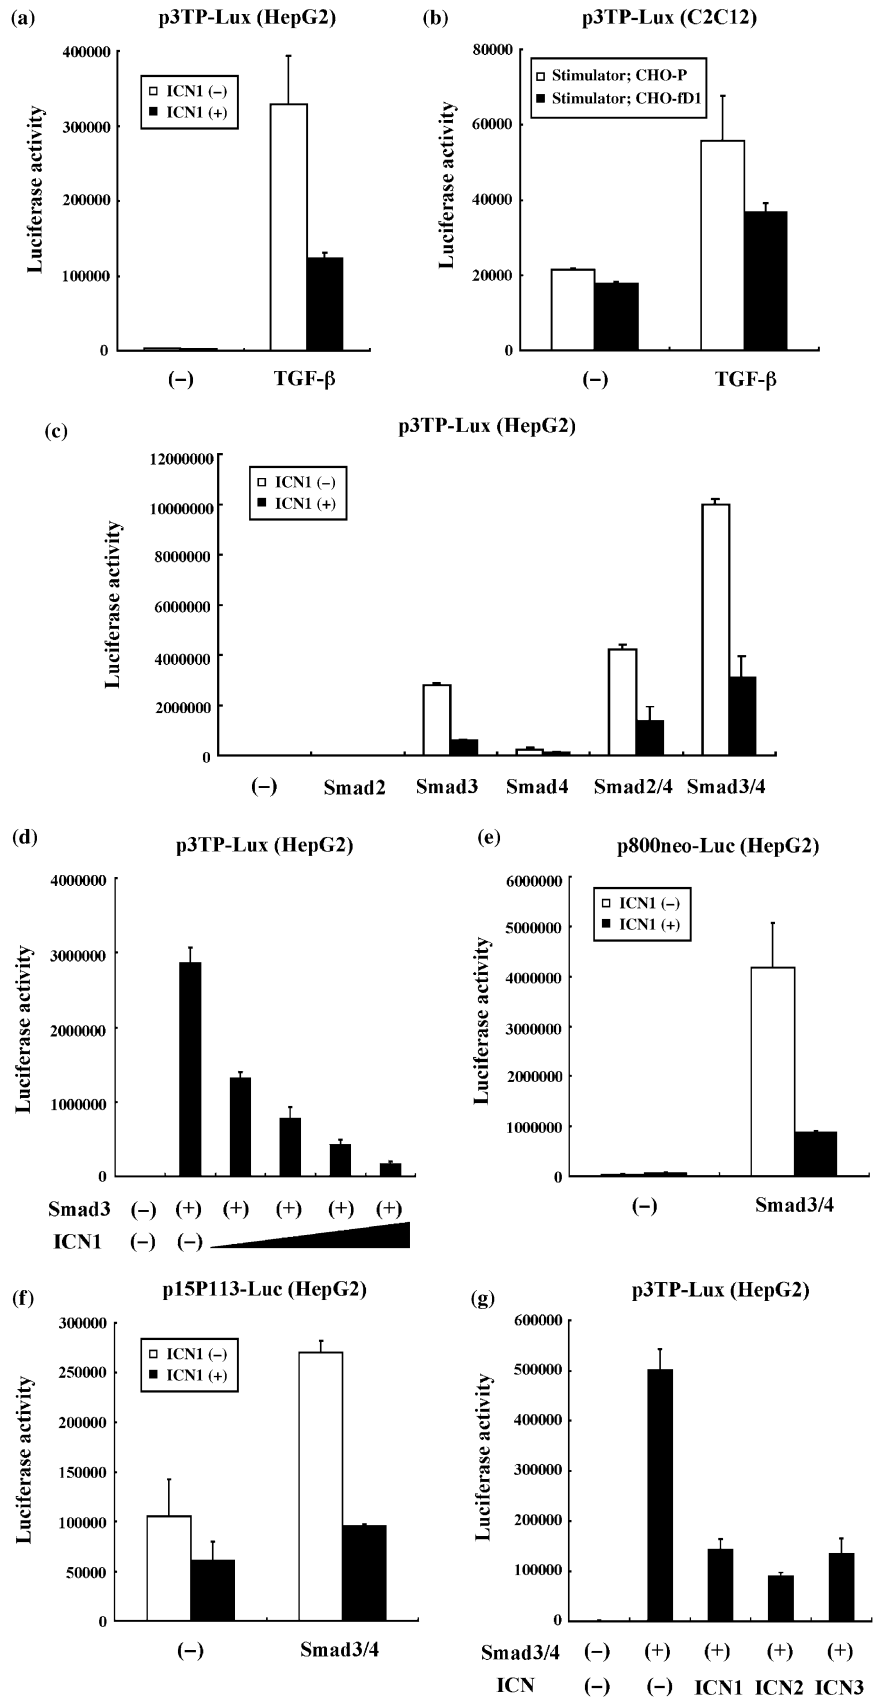 (a)
p3TP-Lux (HepG2)
400000
300000
200000
100000
0
Luciferase activity
ICN1 (−)
ICN1 (+)
(−) TGF-β
(b)
p3TP-Lux (C2C12)
80000
60000
40000
20000
0
Luciferase activity
Stimulator; CHO-P
Stimulator; CHO-fD1
(−) TGF-β
(c)
p3TP-Lux (HepG2)
12000000
10000000
8000000
6000000
4000000
2000000
0
Luciferase activity
ICN1 (−)
ICN1 (+)
(−) Smad2 Smad3 Smad4 Smad2/4 Smad3/4
(d)
p3TP-Lux (HepG2)
4000000
3000000
2000000
1000000
0
Luciferase activity
Smad3 (−) (+) (+) (+) (+) (+)
ICN1 (−) (−)
(e)
p800neo-Luc (HepG2)
6000000
5000000
4000000
3000000
2000000
1000000
0
Luciferase activity
ICN1 (−)
ICN1 (+)
(−) Smad3/4
(f)
p15P113-Luc (HepG2)
300000
250000
200000
150000
100000
50000
0
Luciferase activity
ICN1 (−)
ICN1 (+)
(−) Smad3/4
(g)
p3TP-Lux (HepG2)
600000
500000
400000
300000
200000
100000
0
Luciferase activity
Smad3/4 (−) (+) (+) (+) (+)
ICN (−) (−) ICN1 ICN2 ICN3